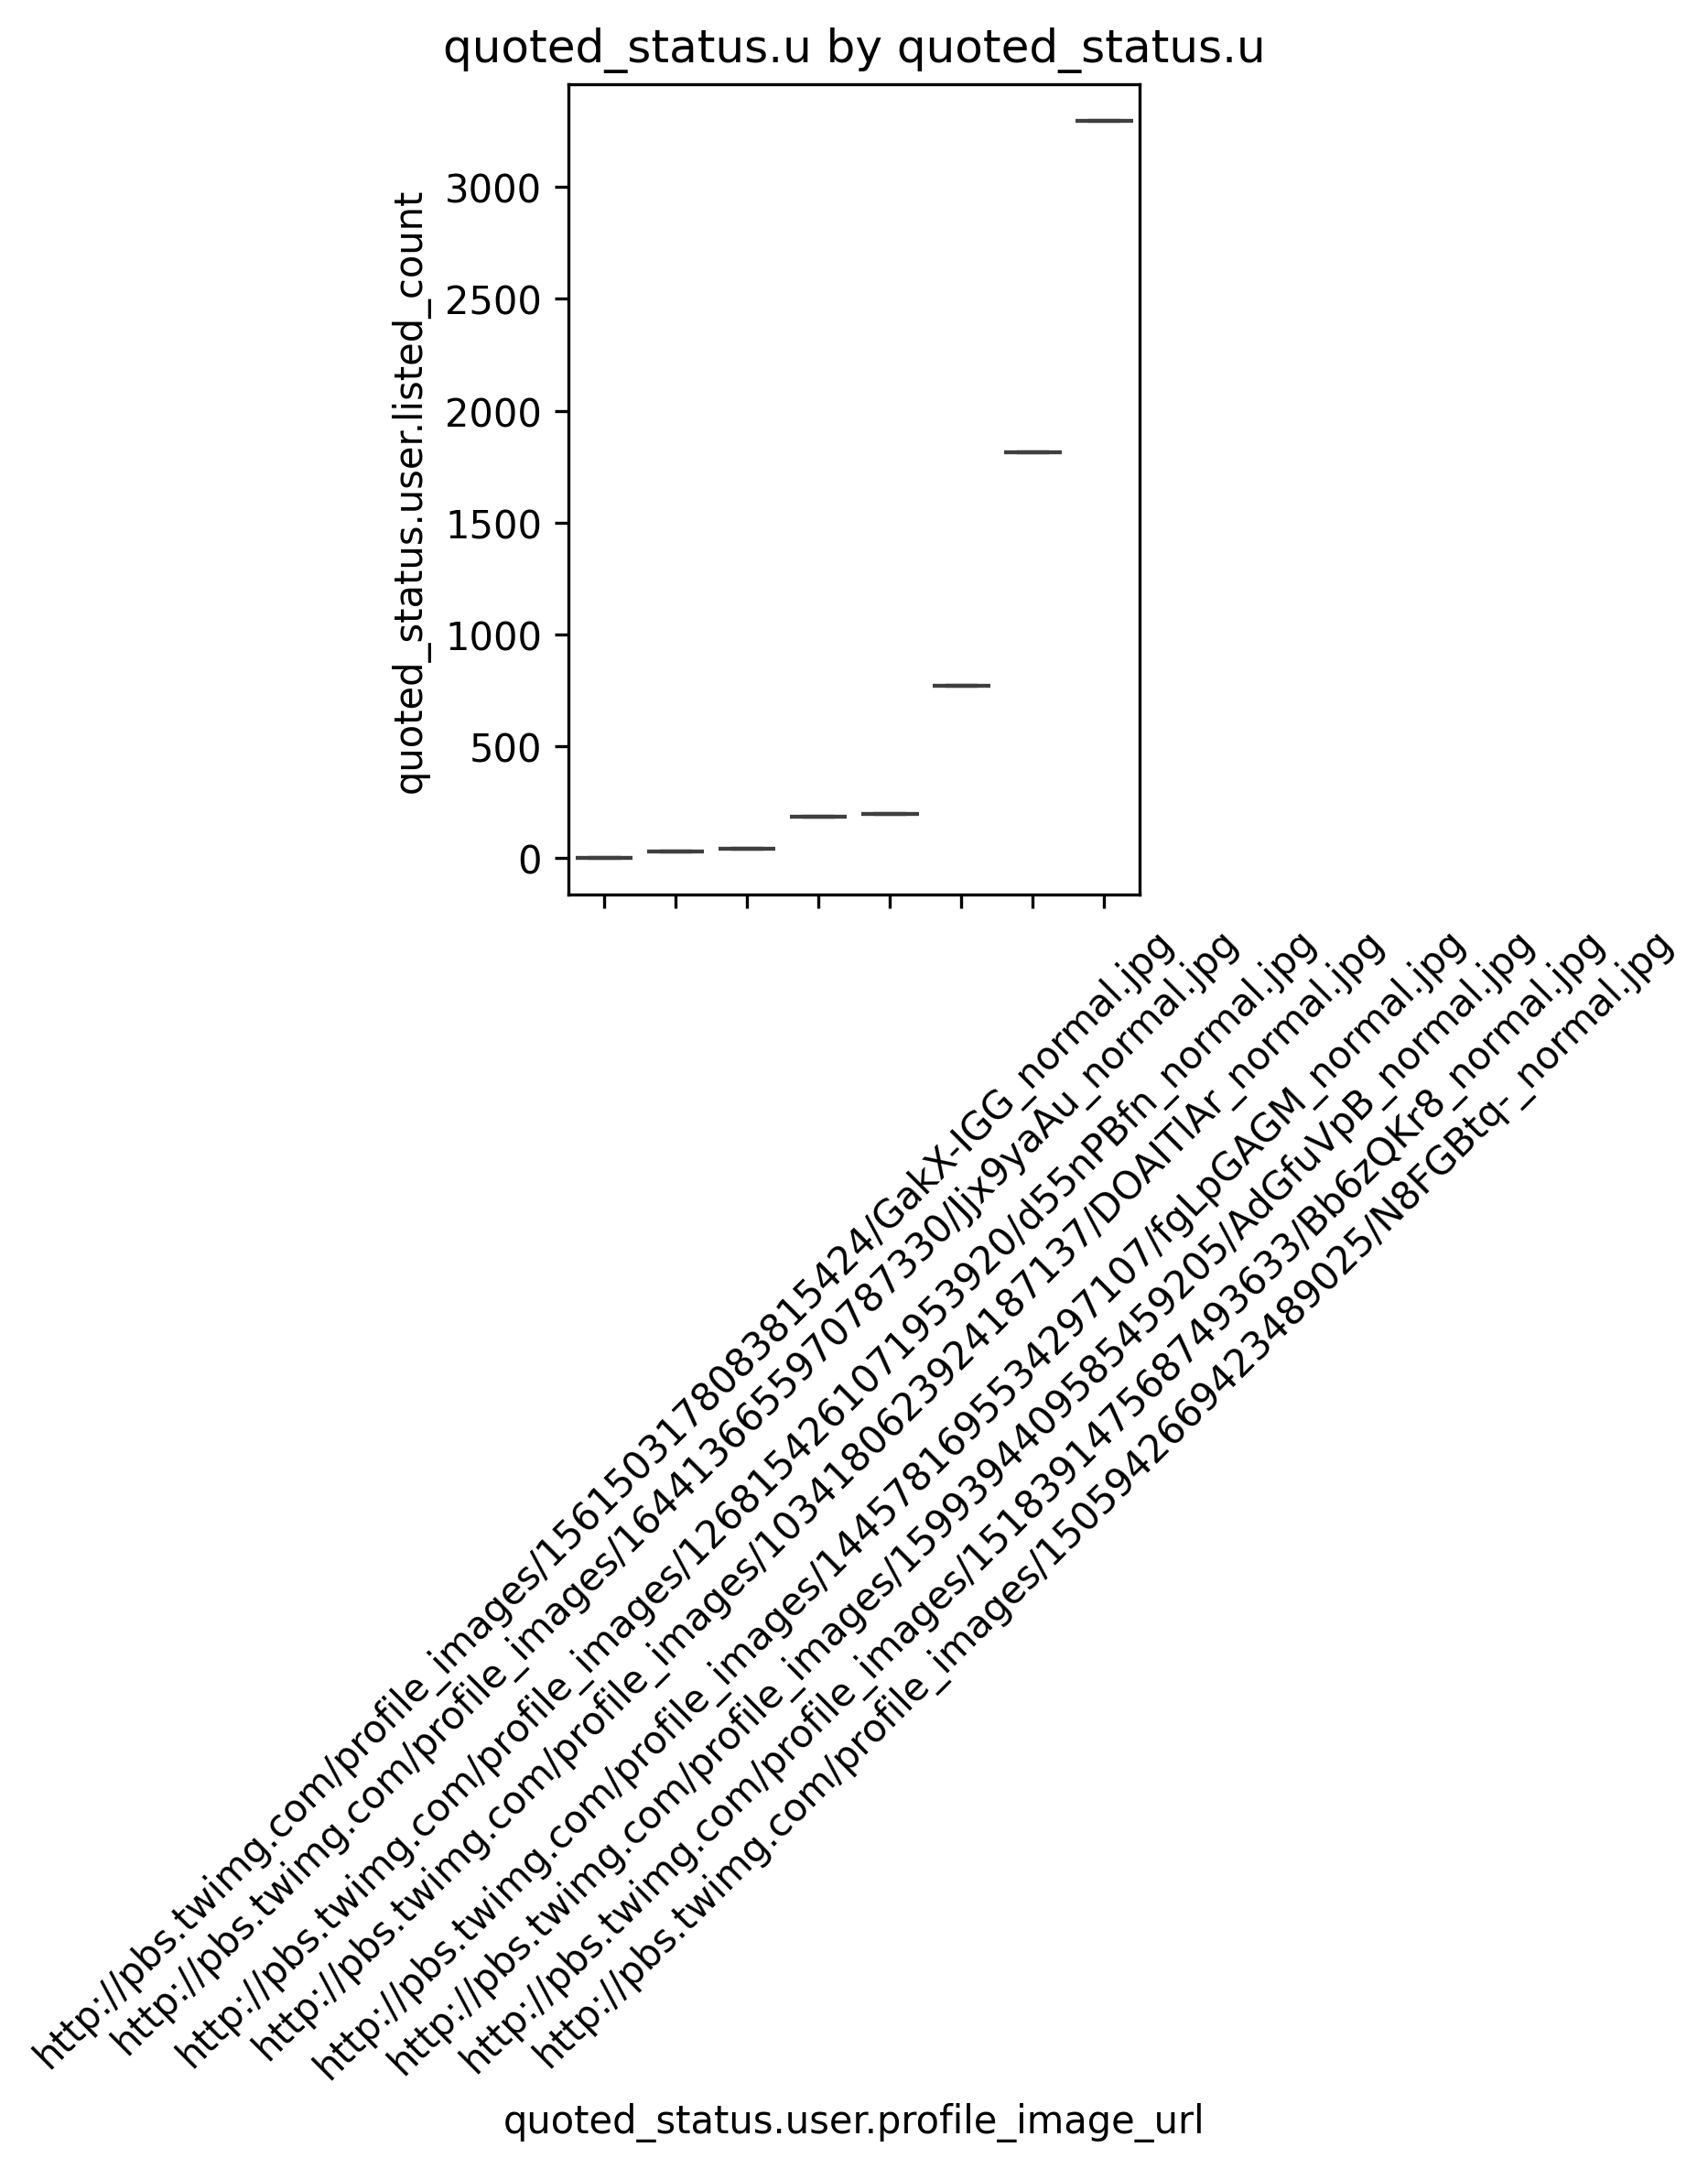 quoted_status.u by quoted_status.u
quoted_status.user.listed_count
3000
2500
2000
1500
1000
500
0
http://pbs.twimg.com/profile_images/1561503178083815424/GakX-IGG_normal.jpg
http://pbs.twimg.com/profile_images/1644136655970787330/Jjx9yaAu_normal.jpg
http://pbs.twimg.com/profile_images/1268154261071953920/d55nPBfn_normal.jpg
http://pbs.twimg.com/profile_images/1034180623924187137/DOAITlAr_normal.jpg
http://pbs.twimg.com/profile_images/1445781695534297107/fgLpGAGM_normal.jpg
http://pbs.twimg.com/profile_images/1599394409585459205/AdGfuVpB_normal.jpg
http://pbs.twimg.com/profile_images/1518391475687493633/Bb6zQKr8_normal.jpg
http://pbs.twimg.com/profile_images/1505942669423489025/N8FGBtq-_normal.jpg
quoted_status.user.profile_image_url